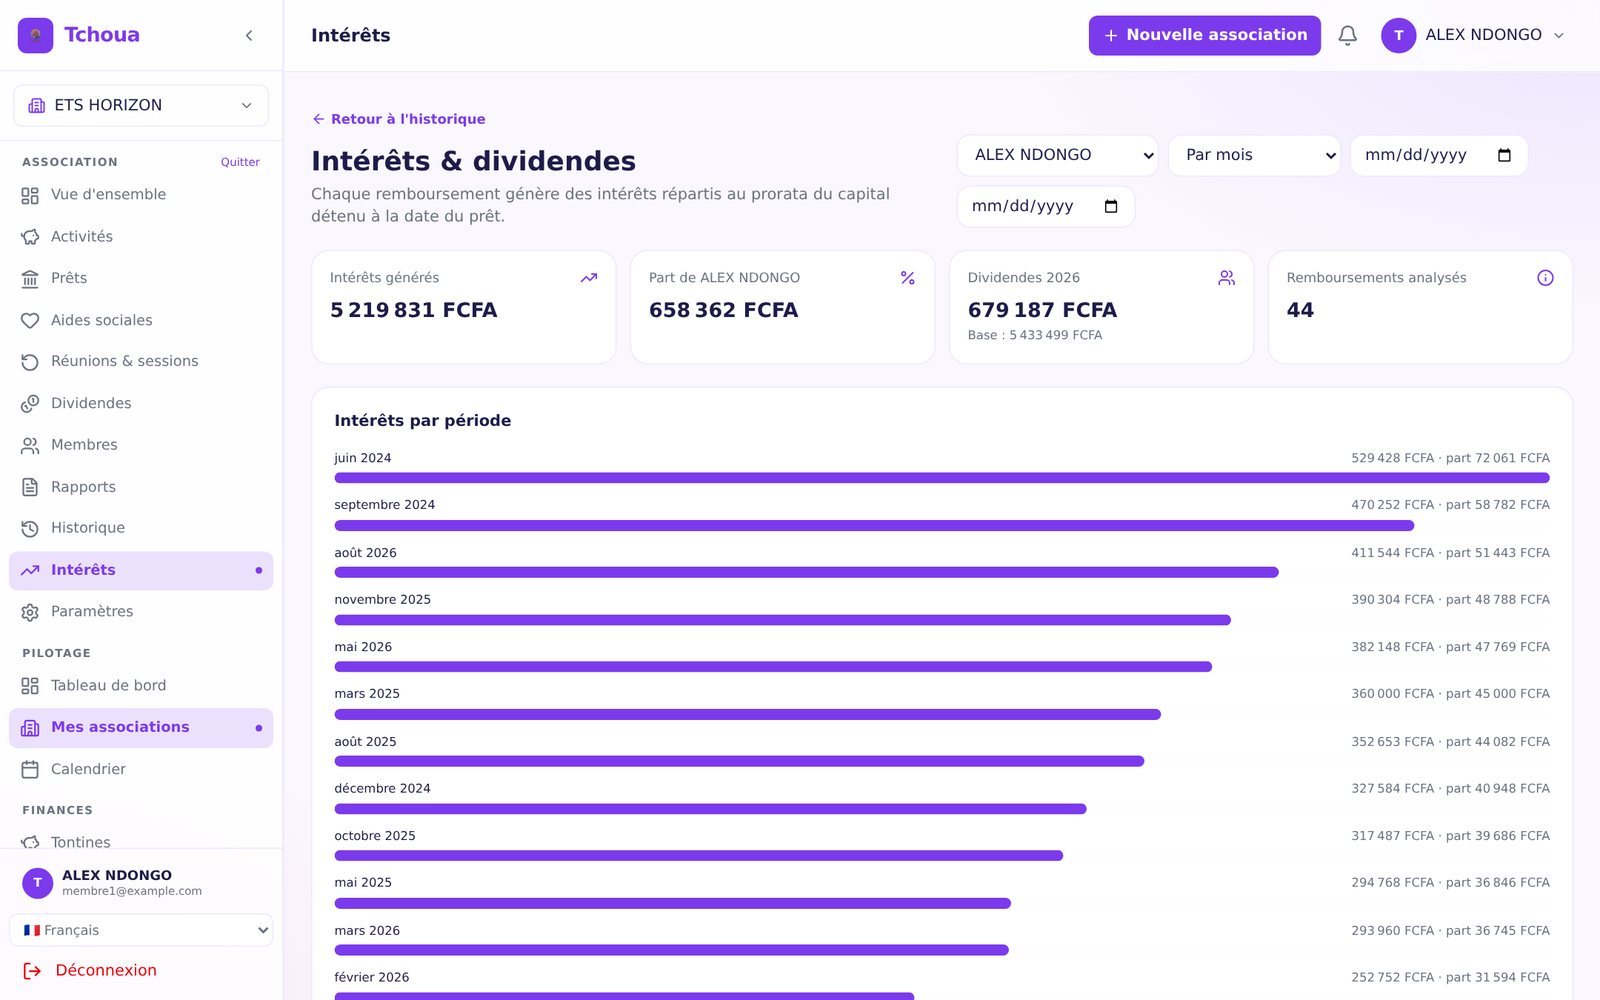 Tchoua
ETS HORIZON
ASSOCIATION
Quitter
Vue d'ensemble
Activités
Prêts
Aides sociales
Réunions & sessions
Dividendes
Membres
Rapports
Historique
Intérêts
Paramètres
PILOTAGE
Tableau de bord
Mes associations
Calendrier
FINANCES
Tontines
T
ALEX NDONGO
membre1@example.com
🇫🇷 Français
Déconnexion
Intérêts
Nouvelle association
T
ALEX NDONGO
← Retour à l'historique
Intérêts & dividendes
Chaque remboursement génère des intérêts répartis au prorata du capital
détenu à la date du prêt.
ALEX NDONGO
Par mois
mm/dd/yyyy
mm/dd/yyyy
Intérêts générés
5 219 831 FCFA
Part de ALEX NDONGO
658 362 FCFA
Dividendes 2026
679 187 FCFA
Base : 5 433 499 FCFA
Remboursements analysés
44
Intérêts par période
juin 2024 529 428 FCFA · part 72 061 FCFA
septembre 2024 470 252 FCFA · part 58 782 FCFA
août 2026 411 544 FCFA · part 51 443 FCFA
novembre 2025 390 304 FCFA · part 48 788 FCFA
mai 2026 382 148 FCFA · part 47 769 FCFA
mars 2025 360 000 FCFA · part 45 000 FCFA
août 2025 352 653 FCFA · part 44 082 FCFA
décembre 2024 327 584 FCFA · part 40 948 FCFA
octobre 2025 317 487 FCFA · part 39 686 FCFA
mai 2025 294 768 FCFA · part 36 846 FCFA
mars 2026 293 960 FCFA · part 36 745 FCFA
février 2026 252 752 FCFA · part 31 594 FCFA